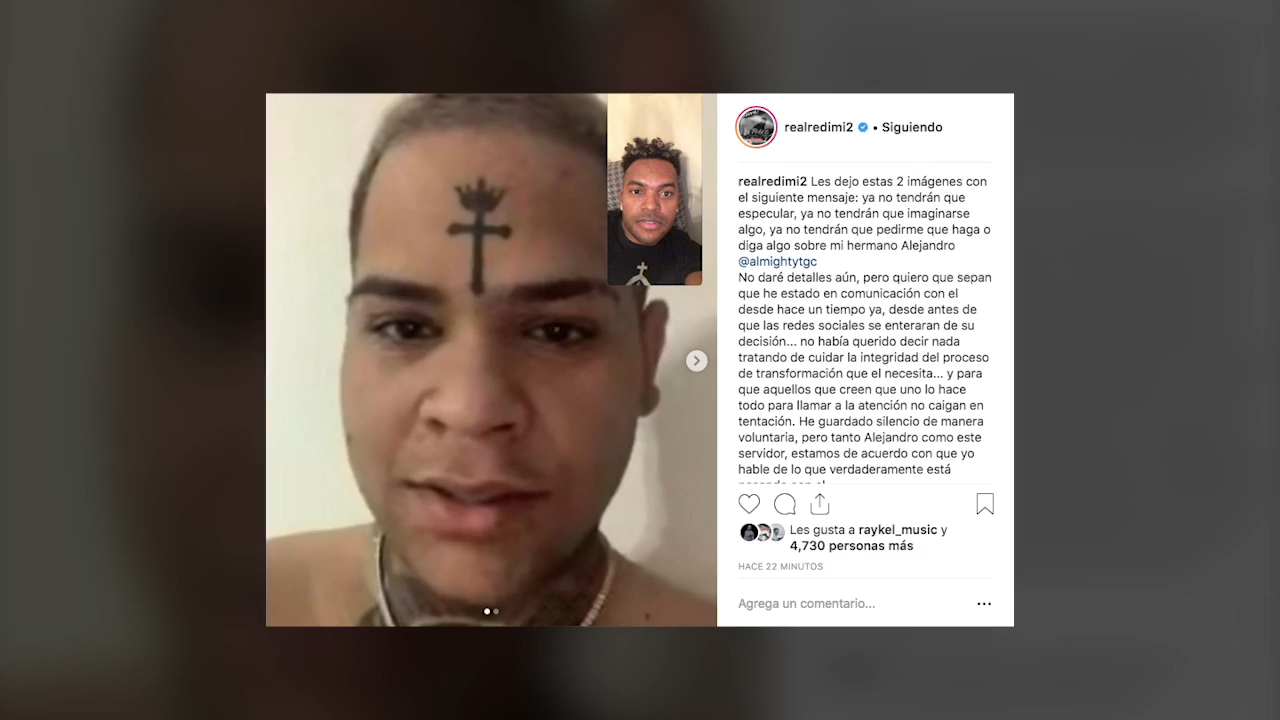 realredimi2 • Siguiendo
realredimi2 Les dejo estas 2 imágenes con
el siguiente mensaje: ya no tendrán que
especular, ya no tendrán que imaginarse
algo, ya no tendrán que pedirme que haga o
diga algo sobre mi hermano Alejandro
@almightytgc
No daré detalles aún, pero quiero que sepan
que he estado en comunicación con el
desde hace un tiempo ya, desde antes de
que las redes sociales se enteraran de su
decisión... no había querido decir nada
tratando de cuidar la integridad del proceso
de transformación que el necesita... y para
que aquellos que creen que uno lo hace
todo para llamar a la atención no caigan en
tentación. He guardado silencio de manera
voluntaria, pero tanto Alejandro como este
servidor, estamos de acuerdo con que yo
hable de lo que verdaderamente está
Les gusta a raykel_music y
4,730 personas más
HACE 22 MINUTOS
Agrega un comentario...